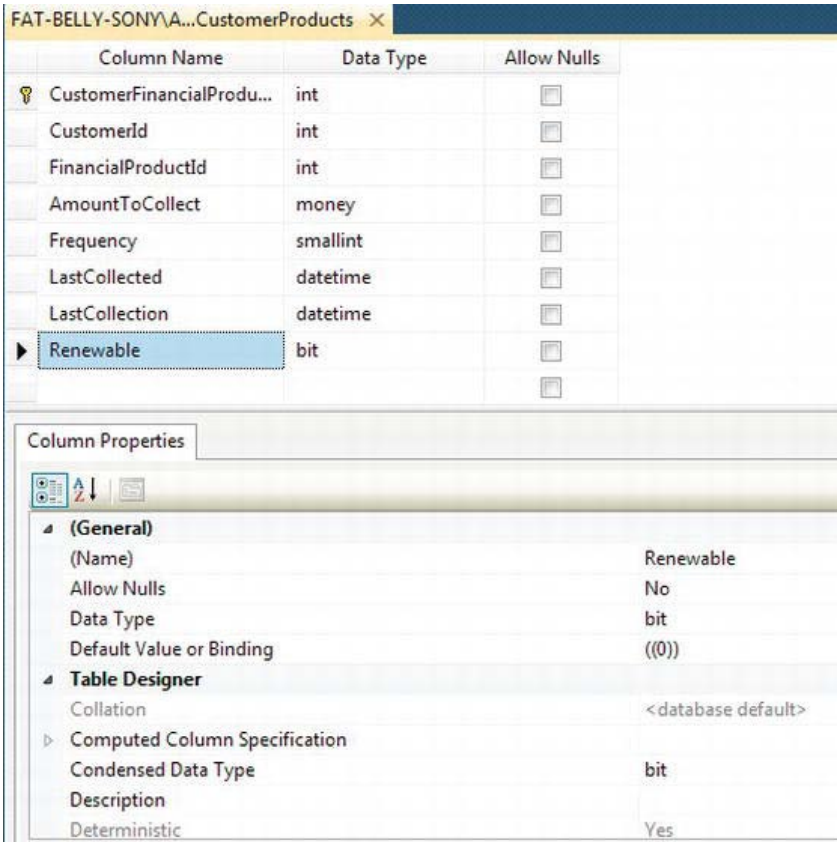 FAT-BELLY-SONY\A...CustomerProducts ×
Column Name Data Type Allow Nulls
CustomerFinancialProdu... int
CustomerId int
FinancialProductId int
AmountToCollect money
Frequency smallint
LastCollected datetime
LastCollection datetime
Renewable bit
Column Properties
A Z
(General)
(Name) Renewable
Allow Nulls No
Data Type bit
Default Value or Binding ((0))
Table Designer
Collation <database default>
Computed Column Specification
Condensed Data Type bit
Description
Deterministic Yes